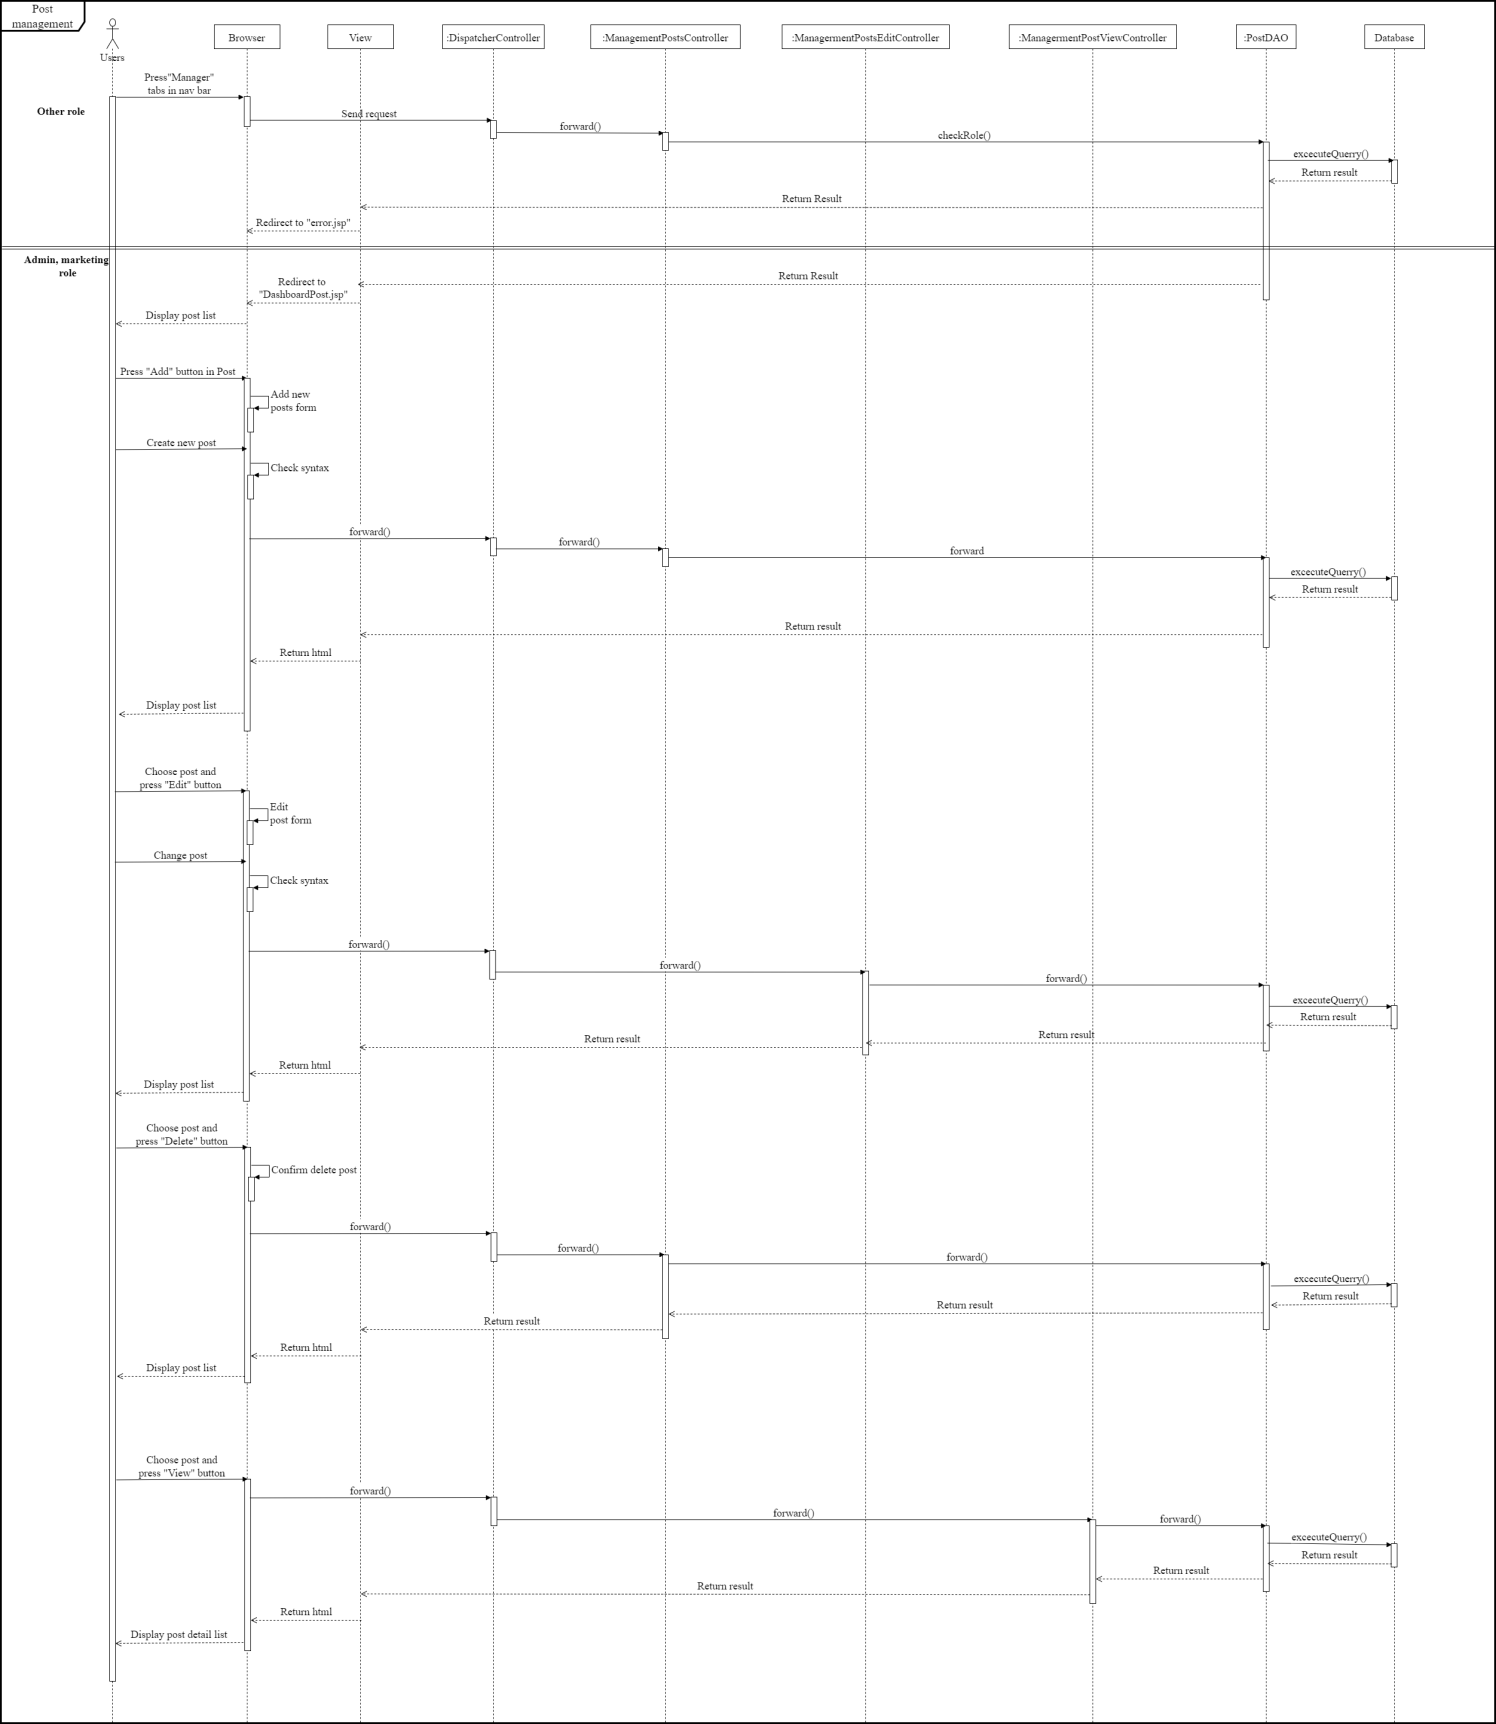 Post
management
Users
Browser
View
:DispatcherController
:ManagementPostsController
:ManagermentPostsEditController
:ManagermentPostViewController
:PostDAO
Database
Press"Manager"
tabs in nav bar
Other role
Send request
forward()
checkRole()
excecuteQuerry()
Return result
Return Result
Redirect to "error.jsp"
Admin, marketing
role
Return Result
Redirect to
"DashboardPost.jsp"
Display post list
Press "Add" button in Post
Add new
posts form
Create new post
Check syntax
forward()
forward()
forward
excecuteQuerry()
Return result
Return result
Return html
Display post list
Choose post and
press "Edit" button
Edit
post form
Change post
Check syntax
forward()
forward()
forward()
excecuteQuerry()
Return result
Return result
Return result
Return html
Display post list
Choose post and
press "Delete" button
Confirm delete post
forward()
forward()
forward()
excecuteQuerry()
Return result
Return result
Return result
Return html
Display post list
Choose post and
press "View" button
forward()
forward()
forward()
excecuteQuerry()
Return result
Return result
Return result
Return html
Display post detail list